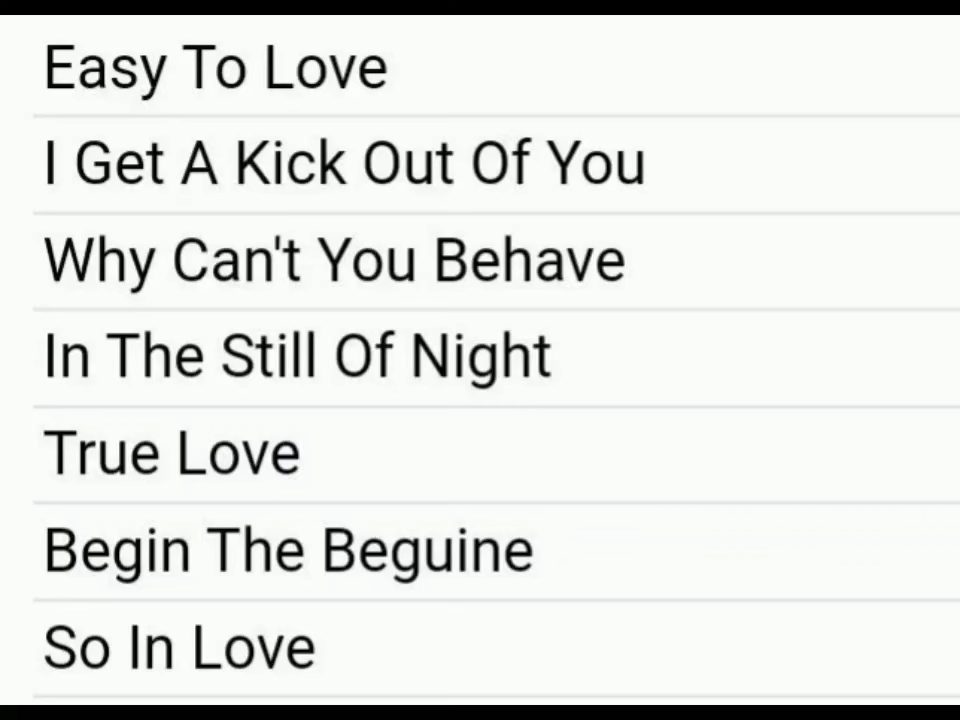 Easy To Love
I Get A Kick Out Of You
Why Can't You Behave
In The Still Of Night
True Love
Begin The Beguine
So In Love